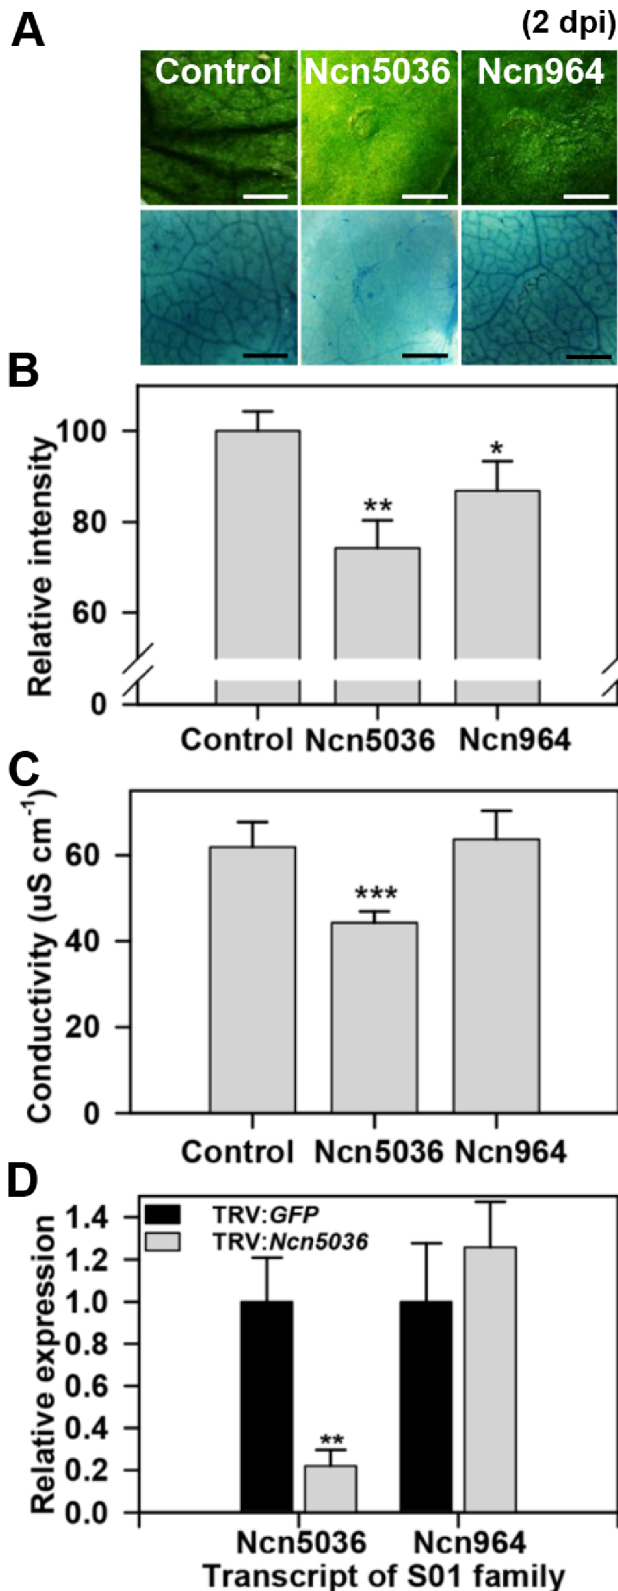 A
(2 dpi)
Control Ncn5036 Ncn964
B
Relative intensity
100
80
60
0
** *
Control Ncn5036 Ncn964
C
Conductivity (uS cm-1)
60
40
20
0
***
Control Ncn5036 Ncn964
D
Relative expression
1.4
1.2
1.0
0.8
0.6
0.4
0.2
0.0
TRV:GFP
TRV:Ncn5036
**
Ncn5036 Ncn964
Transcript of S01 family